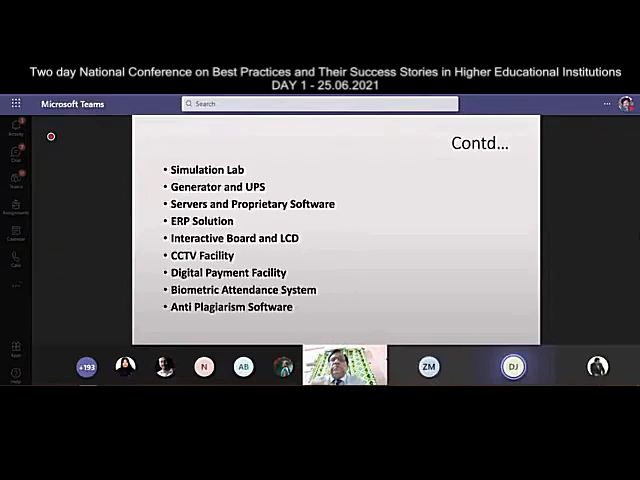 Two day National Conference on Best Practices and Their Success Stories in Higher Educational Institutions
DAY 1 - 25.06.2021
Microsoft Teams
Search
Activity
Chat
Teams
Assignments
Calendar
Calls
Apps
Help
Contd...
• Simulation Lab
• Generator and UPS
• Servers and Proprietary Software
• ERP Solution
• Interactive Board and LCD
• CCTV Facility
• Digital Payment Facility
• Biometric Attendance System
• Anti Plagiarism Software
+193
N
AB
ZM
DJ